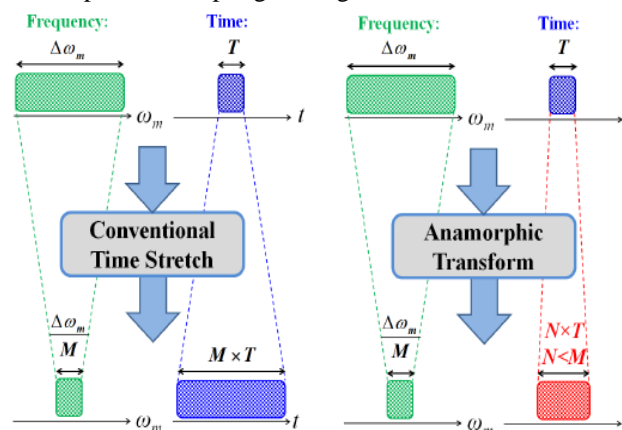 Frequency:
Time:
Δω_m
T
ω_m
t
Conventional
Time Stretch
Δω_m
M
M × T
ω_m
t
Frequency:
Time:
Δω_m
T
ω_m
Anamorphic
Transform
Δω_m
M
N×T
N<M